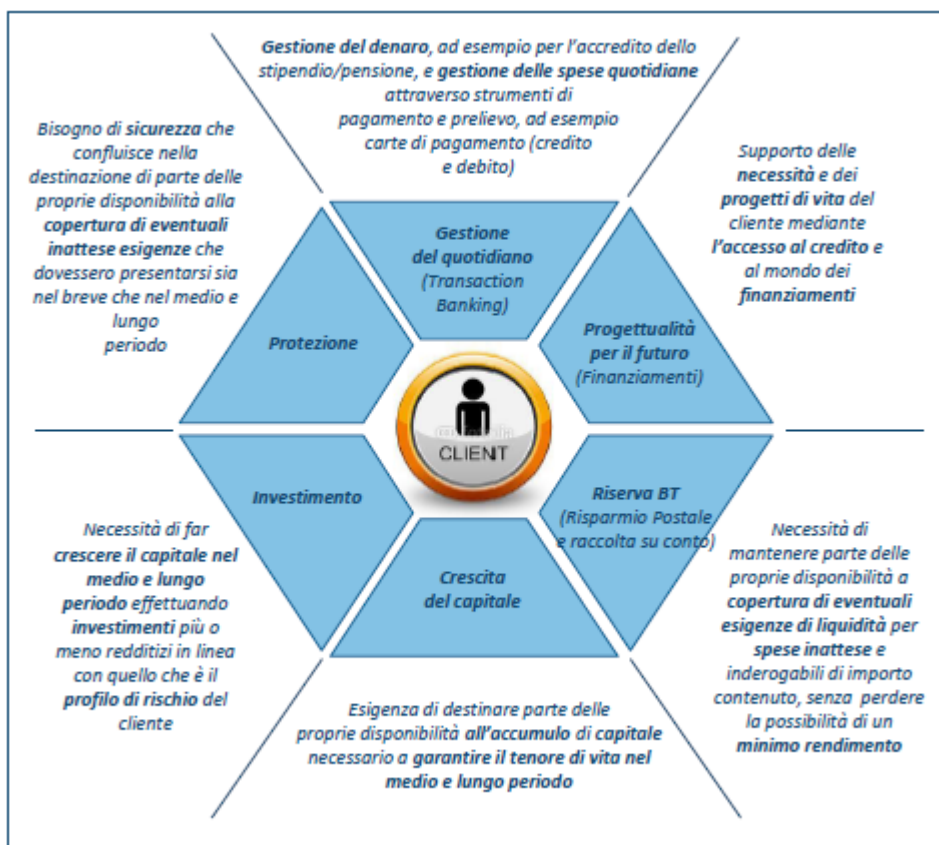 Gestione del denaro, ad esempio per l'accredito dello
stipendio/pensione, e gestione delle spese quotidiane
attraverso strumenti di
pagamento e prelievo, ad esempio
carte di pagamento (credito
e debito)
Bisogno di sicurezza che
confluisce nella
destinazione di parte delle
proprie disponibilità alla
copertura di eventuali
inattese esigenze che
dovessero presentarsi sia
nel breve che nel medio e
lungo
periodo
Supporto delle
necessità e dei
progetti di vita del
cliente mediante
l'accesso al credito e
al mondo dei
finanziamenti
Gestione
del quotidiano
(Transaction
Banking)
Protezione
Progettualità
per il futuro
(Finanziamenti)
CLIENT
Investimento
Riserva BT
(Risparmio Postale
e raccolta su conto)
Crescita
del capitale
Necessità di far
crescere il capitale nel
medio e lungo
periodo effettuando
investimenti più o
meno redditizi in linea
con quello che è il
profilo di rischio del
cliente
Necessità di
mantenere parte delle
proprie disponibilità a
copertura di eventuali
esigenze di liquidità per
spese inattese e
inderogabili di importo
contenuto, senza perdere
la possibilità di un
minimo rendimento
Esigenza di destinare parte delle
proprie disponibilità all'accumulo di capitale
necessario a garantire il tenore di vita nel
medio e lungo periodo